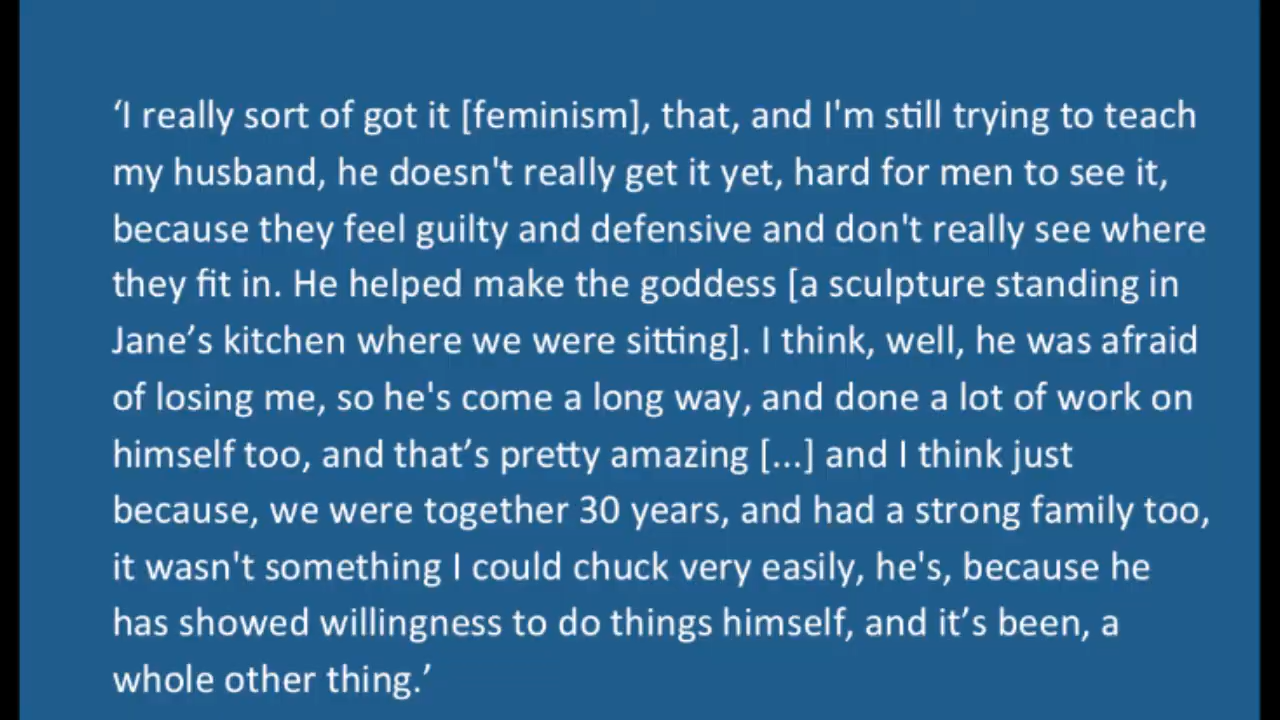 ‘I really sort of got it [feminism], that, and I'm still trying to teach
my husband, he doesn't really get it yet, hard for men to see it,
because they feel guilty and defensive and don't really see where
they fit in. He helped make the goddess [a sculpture standing in
Jane’s kitchen where we were sitting]. I think, well, he was afraid
of losing me, so he's come a long way, and done a lot of work on
himself too, and that’s pretty amazing [...] and I think just
because, we were together 30 years, and had a strong family too,
it wasn't something I could chuck very easily, he's, because he
has showed willingness to do things himself, and it’s been, a
whole other thing.’